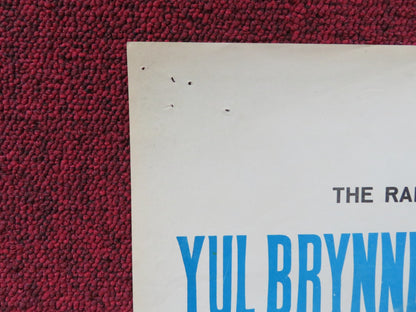 THE RA
YUL BRYNN